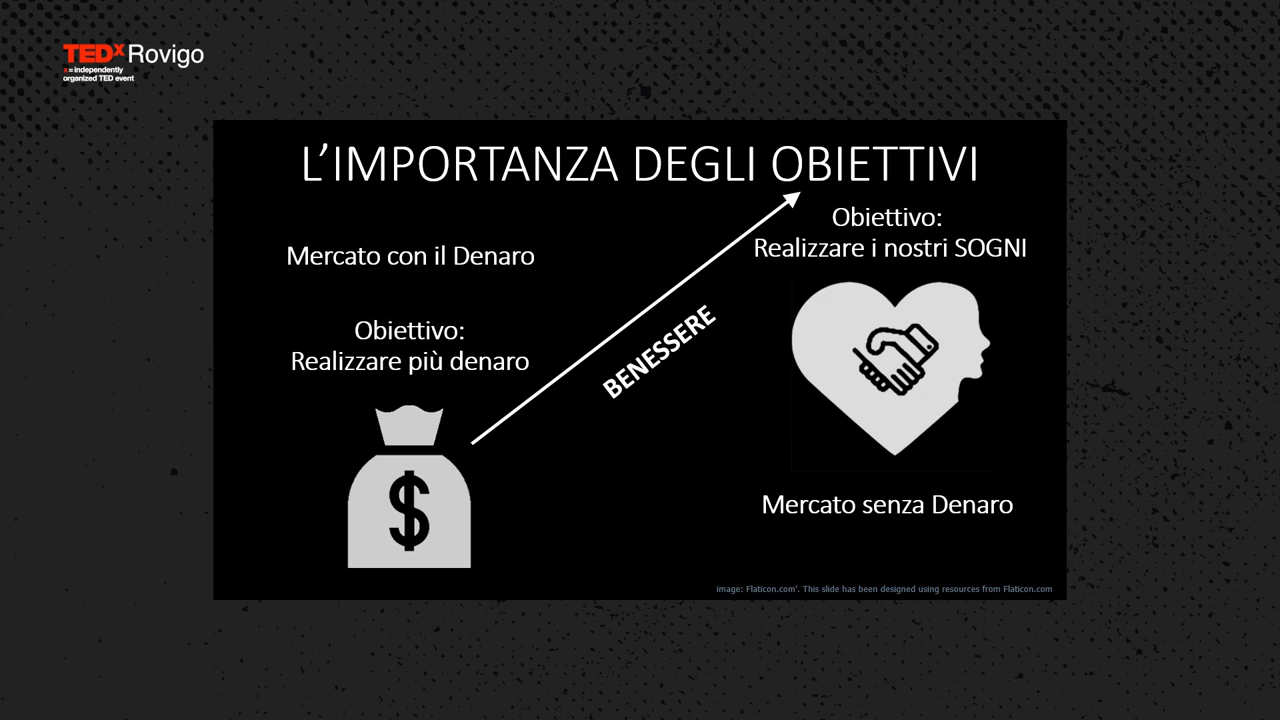 TEDx Rovigo
x = independently
organized TED event
L'IMPORTANZA DEGLI OBIETTIVI
Mercato con il Denaro
Obiettivo:
Realizzare più denaro
$
BENESSERE
Obiettivo:
Realizzare i nostri SOGNI
Mercato senza Denaro
image: Flaticon.com'. This slide has been designed using resources from Flaticon.com